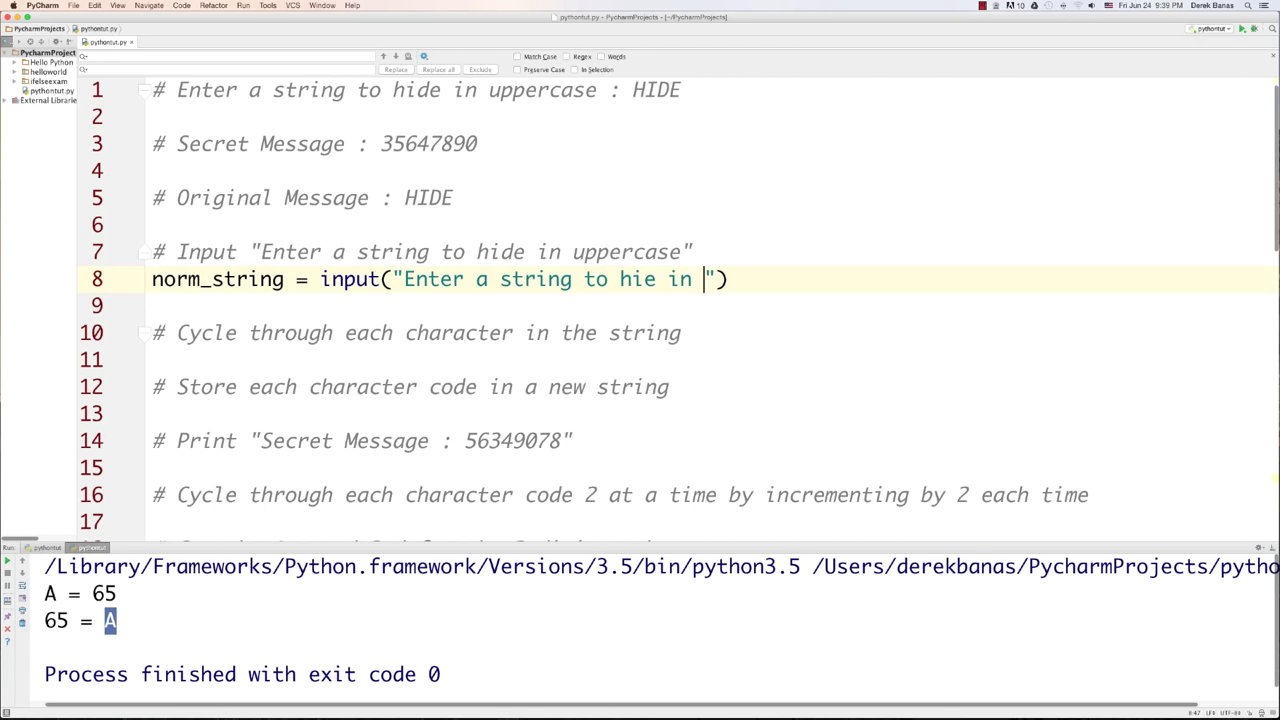 PyCharm File Edit View Navigate Code Refactor Run Tools VCS Window Help 10 Fri Jun 24 9:39 PM Derek Banas
pythontut.py - PycharmProjects - [~/PycharmProjects]
PycharmProjects pythontut.py pythontut
pythontut.py
PycharmProject
Hello Python
helloworld
ifelseexam
pythontut.py
External Librarie
Match Case Regex Words
Replace Replace all Exclude Preserve Case In Selection
1 # Enter a string to hide in uppercase : HIDE
2
3 # Secret Message : 35647890
4
5 # Original Message : HIDE
6
7 # Input "Enter a string to hide in uppercase"
8 norm_string = input("Enter a string to hie in ")
9
10 # Cycle through each character in the string
11
12 # Store each character code in a new string
13
14 # Print "Secret Message : 56349078"
15
16 # Cycle through each character code 2 at a time by incrementing by 2 each time
17
Run: pythontut pythontut
/Library/Frameworks/Python.framework/Versions/3.5/bin/python3.5 /Users/derekbanas/PycharmProjects/pytho
A = 65
65 = A
Process finished with exit code 0
8:47 LF UTF-8